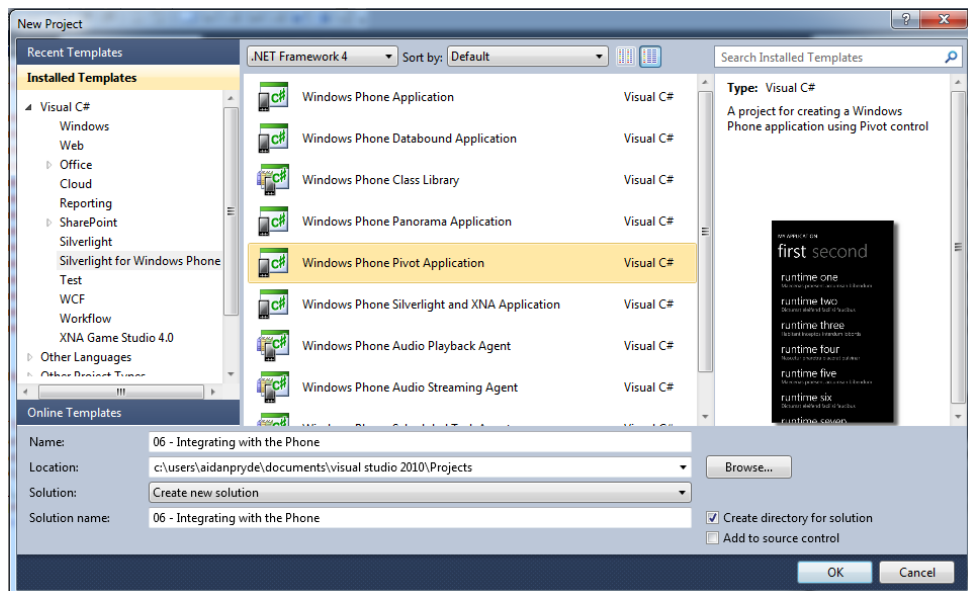 New Project
Recent Templates
.NET Framework 4
Sort by: Default
Search Installed Templates
Installed Templates
Visual C#
Windows
Web
Office
Cloud
Reporting
SharePoint
Silverlight
Silverlight for Windows Phone
Test
WCF
Workflow
XNA Game Studio 4.0
Other Languages
Other Project Types
Online Templates
Windows Phone Application Visual C#
Windows Phone Databound Application Visual C#
Windows Phone Class Library Visual C#
Windows Phone Panorama Application Visual C#
Windows Phone Pivot Application Visual C#
Windows Phone Silverlight and XNA Application Visual C#
Windows Phone Audio Playback Agent Visual C#
Windows Phone Audio Streaming Agent Visual C#
Type: Visual C#
A project for creating a Windows
Phone application using Pivot control
MY APPLICATION
first second
runtime one
runtime two
runtime three
runtime four
runtime five
runtime six
runtime seven
Name: 06 - Integrating with the Phone
Location: c:\users\aidanpryde\documents\visual studio 2010\Projects
Browse...
Solution: Create new solution
Solution name: 06 - Integrating with the Phone
Create directory for solution
Add to source control
OK Cancel